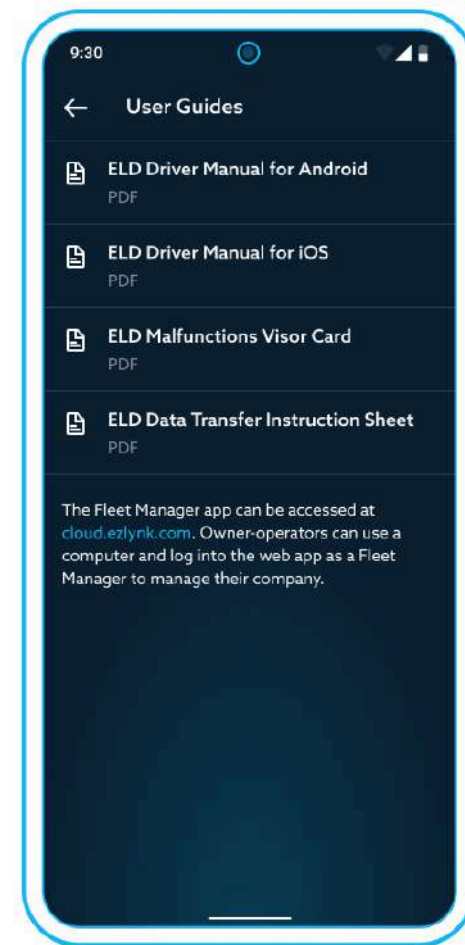 9:30
User Guides
ELD Driver Manual for Android
PDF
ELD Driver Manual for iOS
PDF
ELD Malfunctions Visor Card
PDF
ELD Data Transfer Instruction Sheet
PDF
The Fleet Manager app can be accessed at
cloud.ezlynk.com. Owner-operators can use a
computer and log into the web app as a Fleet
Manager to manage their company.